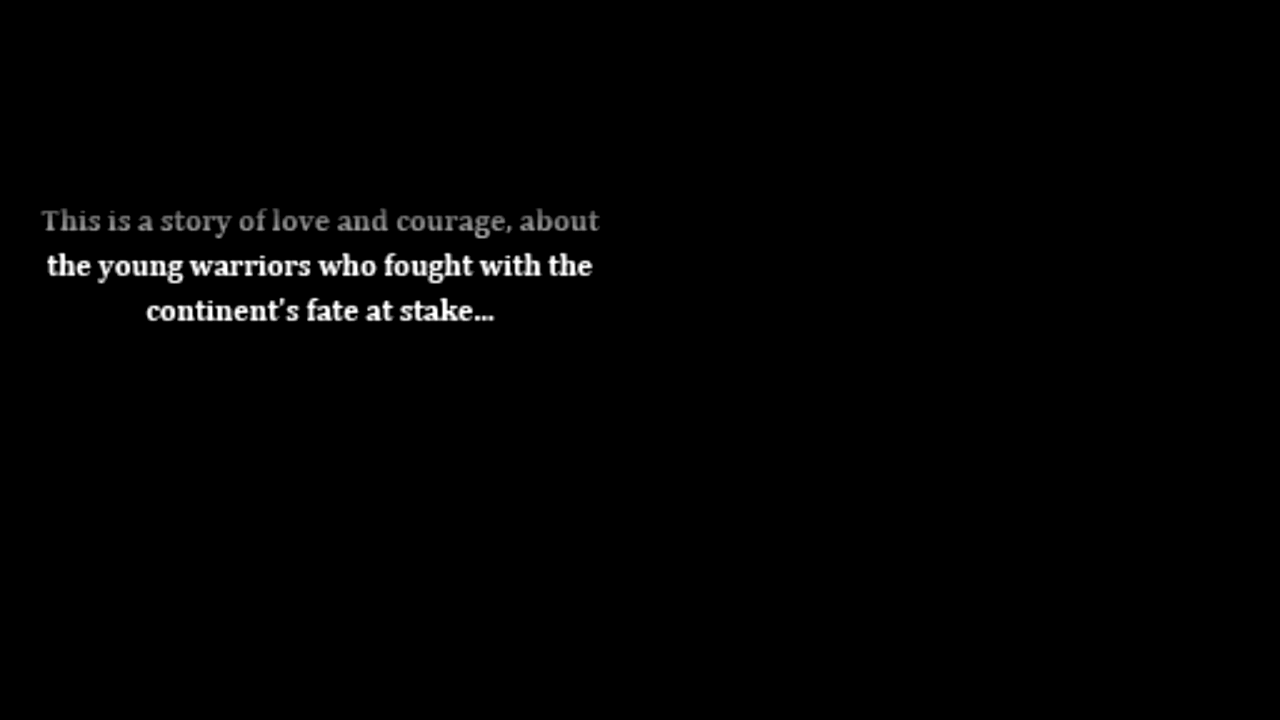 This is a story of love and courage, about
the young warriors who fought with the
continent's fate at stake...